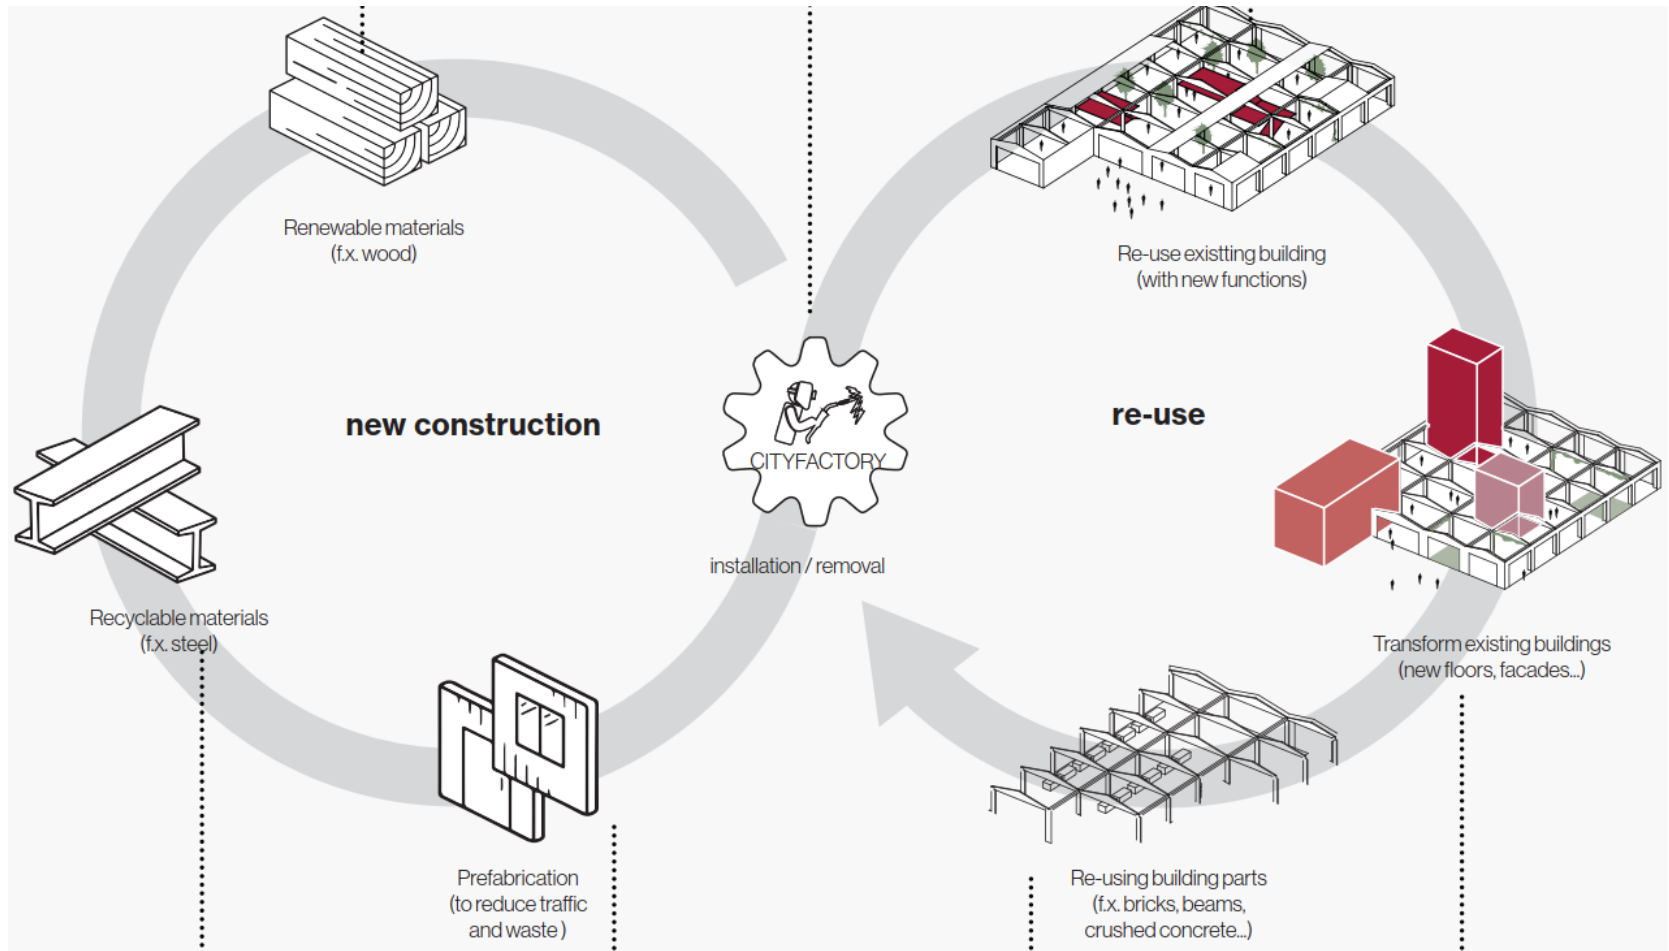 Renewable materials
(f.x. wood)
Re-use existting building
(with new functions)
new construction
re-use
CITYFACTORY
installation / removal
Recyclable materials
(f.x. steel)
Transform existing buildings
(new floors, facades...)
Prefabrication
(to reduce traffic
and waste )
Re-using building parts
(f.x. bricks, beams,
crushed concrete...)